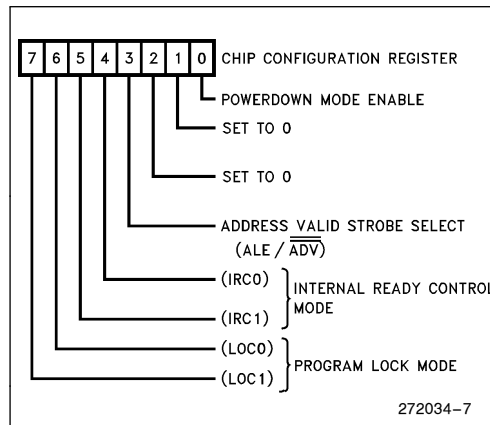 7 6 5 4 3 2 1 0 CHIP CONFIGURATION REGISTER
POWERDOWN MODE ENABLE
SET TO 0
SET TO 0
ADDRESS VALID STROBE SELECT
(ALE / ADV)
(IRC0)
INTERNAL READY CONTROL
MODE
(IRC1)
(LOC0)
PROGRAM LOCK MODE
(LOC1)
272034-7